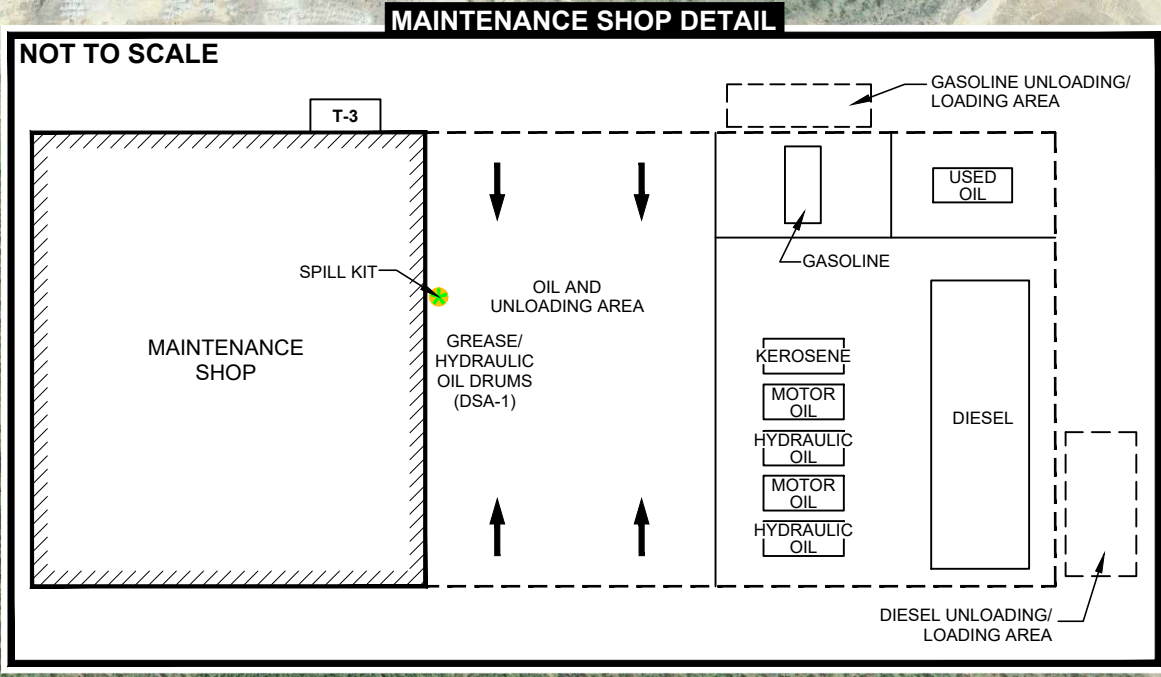 MAINTENANCE SHOP DETAIL
NOT TO SCALE
GASOLINE UNLOADING/
LOADING AREA
T-3
USED
OIL
GASOLINE
SPILL KIT
OIL AND
UNLOADING AREA
GREASE/
HYDRAULIC
OIL DRUMS
(DSA-1)
MAINTENANCE
SHOP
KEROSENE
MOTOR
OIL
HYDRAULIC
OIL
MOTOR
OIL
HYDRAULIC
OIL
DIESEL
DIESEL UNLOADING/
LOADING AREA